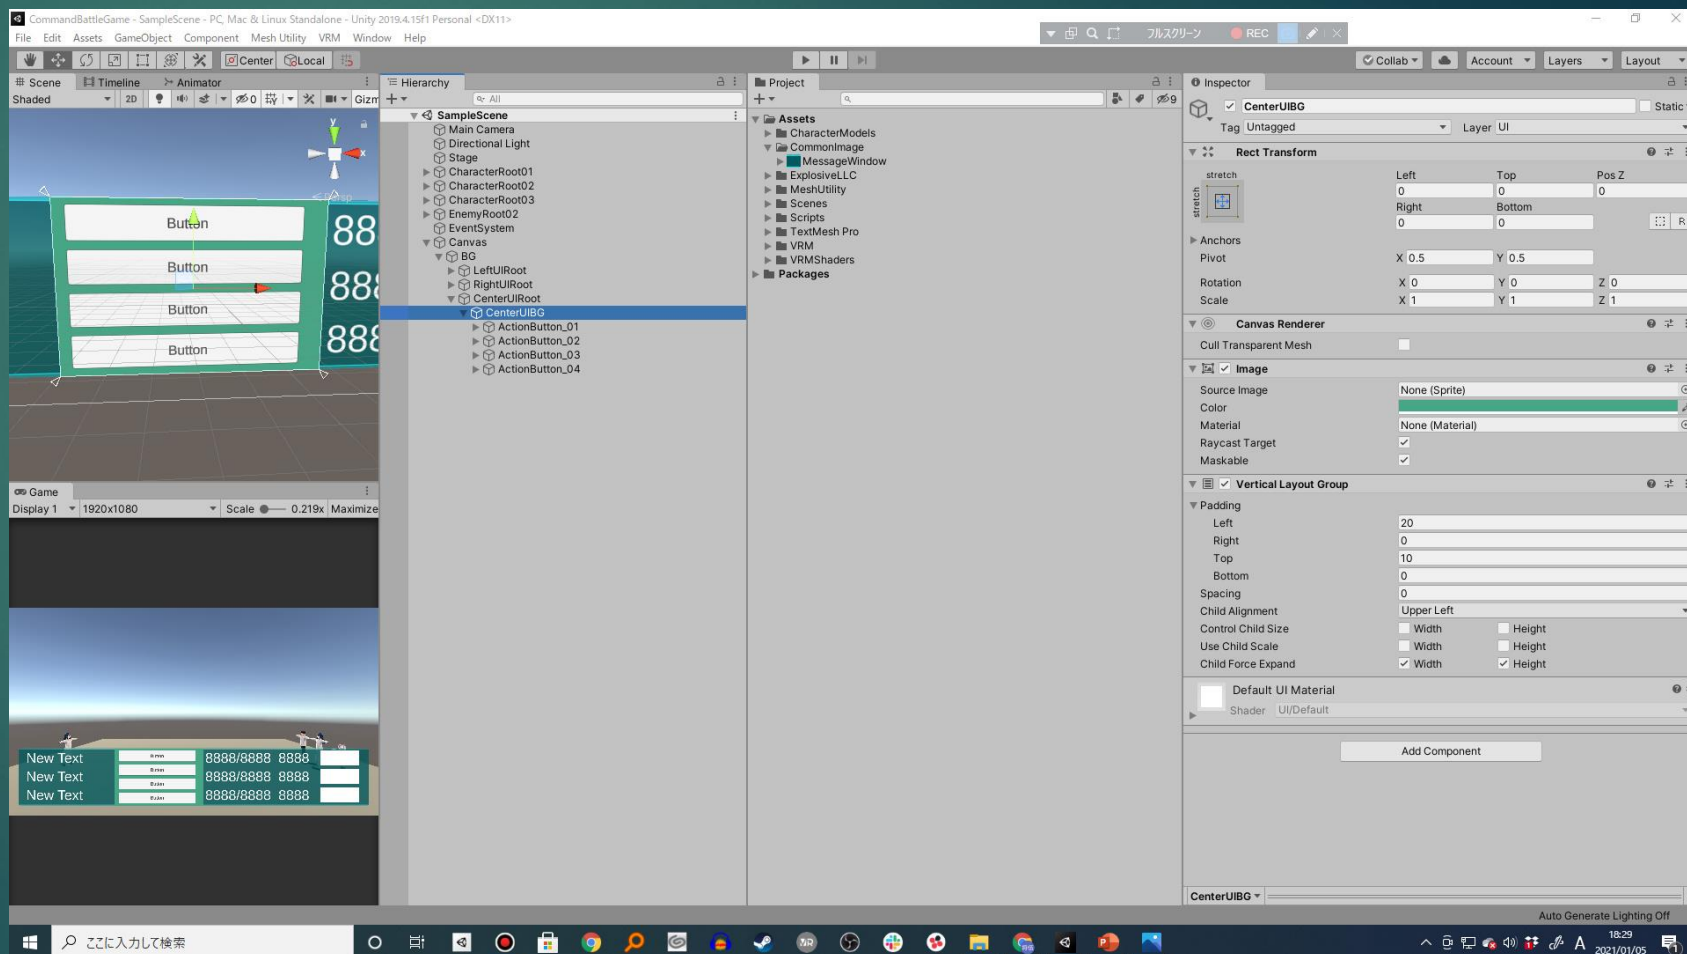 CommandBattleGame - SampleScene - PC, Mac & Linux Standalone - Unity 2019.4.15f1 Personal <DX11>
File Edit Assets GameObject Component Mesh Utility VRM Window Help
フルスクリーン REC
Center Local
Collab Account Layers Layout
Scene Timeline Animator
Shaded 2D 0 Gizm
y
x
Persp
Button
Button
Button
Button
88
888
888
Game
Display 1 1920x1080 Scale 0.219x Maximize
New Text Button 8888/8888 8888
New Text Button 8888/8888 8888
New Text Button 8888/8888 8888
Button
Hierarchy
All
SampleScene
Main Camera
Directional Light
Stage
CharacterRoot01
CharacterRoot02
CharacterRoot03
EnemyRoot02
EventSystem
Canvas
BG
LeftUIRoot
RightUIRoot
CenterUIRoot
CenterUIBG
ActionButton_01
ActionButton_02
ActionButton_03
ActionButton_04
Project
9
Assets
CharacterModels
CommonImage
MessageWindow
ExplosiveLLC
MeshUtility
Scenes
Scripts
TextMesh Pro
VRM
VRMShaders
Packages
Inspector
CenterUIBG Static
Tag Untagged Layer UI
Rect Transform
stretch Left Top Pos Z
stretch 0 0 0
Right Bottom
0 0 R
Anchors
Pivot X 0.5 Y 0.5
Rotation X 0 Y 0 Z 0
Scale X 1 Y 1 Z 1
Canvas Renderer
Cull Transparent Mesh
Image
Source Image None (Sprite)
Color
Material None (Material)
Raycast Target
Maskable
Vertical Layout Group
Padding
Left 20
Right 0
Top 10
Bottom 0
Spacing 0
Child Alignment Upper Left
Control Child Size Width Height
Use Child Scale Width Height
Child Force Expand Width Height
Default UI Material
Shader UI/Default
Add Component
CenterUIBG
Auto Generate Lighting Off
ここに入力して検索
A 18:29
2021/01/05